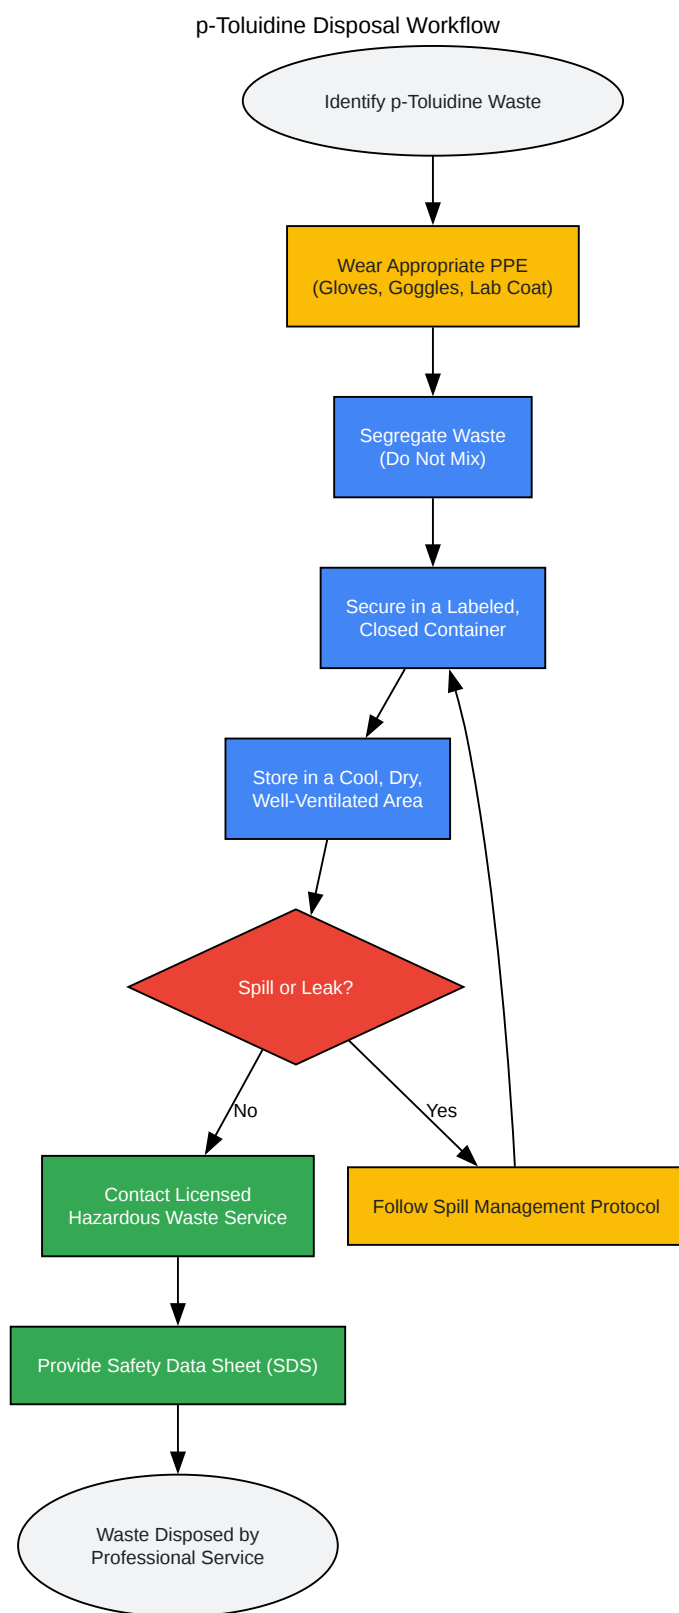 p-Toluidine Disposal Workflow
Identify p-Toluidine Waste
Wear Appropriate PPE
(Gloves, Goggles, Lab Coat)
Segregate Waste
(Do Not Mix)
Secure in a Labeled,
Closed Container
Store in a Cool, Dry,
Well-Ventilated Area
Spill or Leak?
No
Yes
Contact Licensed
Hazardous Waste Service
Follow Spill Management Protocol
Provide Safety Data Sheet (SDS)
Waste Disposed by
Professional Service